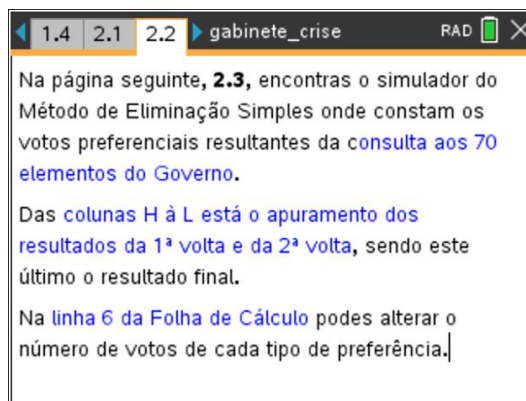 1.4 2.1 2.2 gabinete_crise RAD
Na página seguinte, 2.3, encontras o simulador do
Método de Eliminação Simples onde constam os
votos preferenciais resultantes da consulta aos 70
elementos do Governo.
Das colunas H à L está o apuramento dos
resultados da 1ª volta e da 2ª volta, sendo este
último o resultado final.
Na linha 6 da Folha de Cálculo podes alterar o
número de votos de cada tipo de preferência.